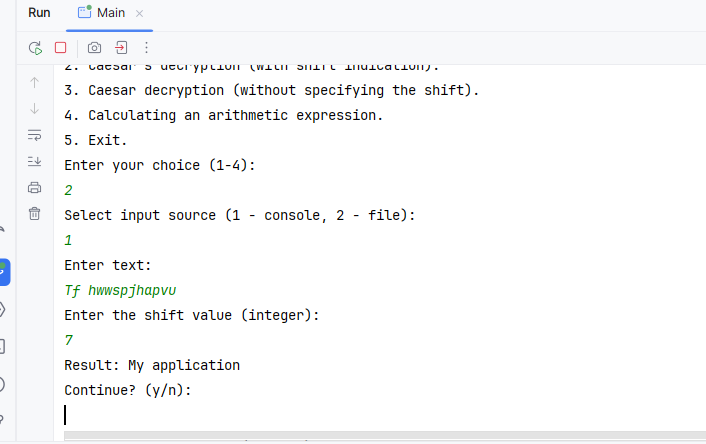 Run Main
2. Caesar's decryption (with shift indication).
3. Caesar decryption (without specifying the shift).
4. Calculating an arithmetic expression.
5. Exit.
Enter your choice (1-4):
2
Select input source (1 - console, 2 - file):
1
Enter text:
Tf hwwspjhapvu
Enter the shift value (integer):
7
Result: My application
Continue? (y/n):